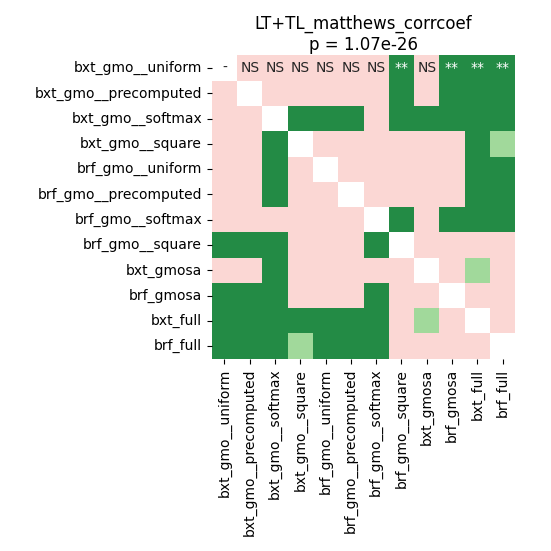 LT+TL_matthews_corrcoef
p = 1.07e-26
bxt_gmo__uniform - NS NS NS NS NS NS ** NS ** ** **
bxt_gmo__precomputed
bxt_gmo__softmax
bxt_gmo__square
brf_gmo__uniform
brf_gmo__precomputed
brf_gmo__softmax
brf_gmo__square
bxt_gmosa
brf_gmosa
bxt_full
brf_full
bxt_gmo__uniform
bxt_gmo__precomputed
bxt_gmo__softmax
bxt_gmo__square
brf_gmo__uniform
brf_gmo__precomputed
brf_gmo__softmax
brf_gmo__square
bxt_gmosa
brf_gmosa
bxt_full
brf_full